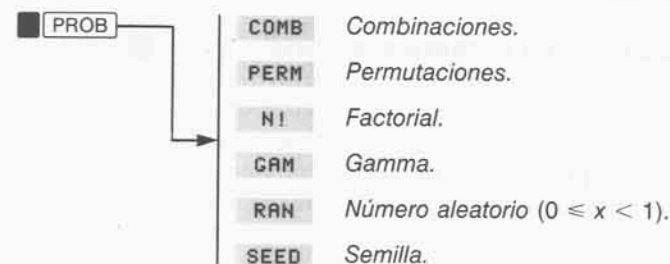 PROB COMB Combinaciones.
PERM Permutaciones.
N! Factorial.
GAM Gamma.
RAN Número aleatorio (0 ≤ x < 1).
SEED Semilla.